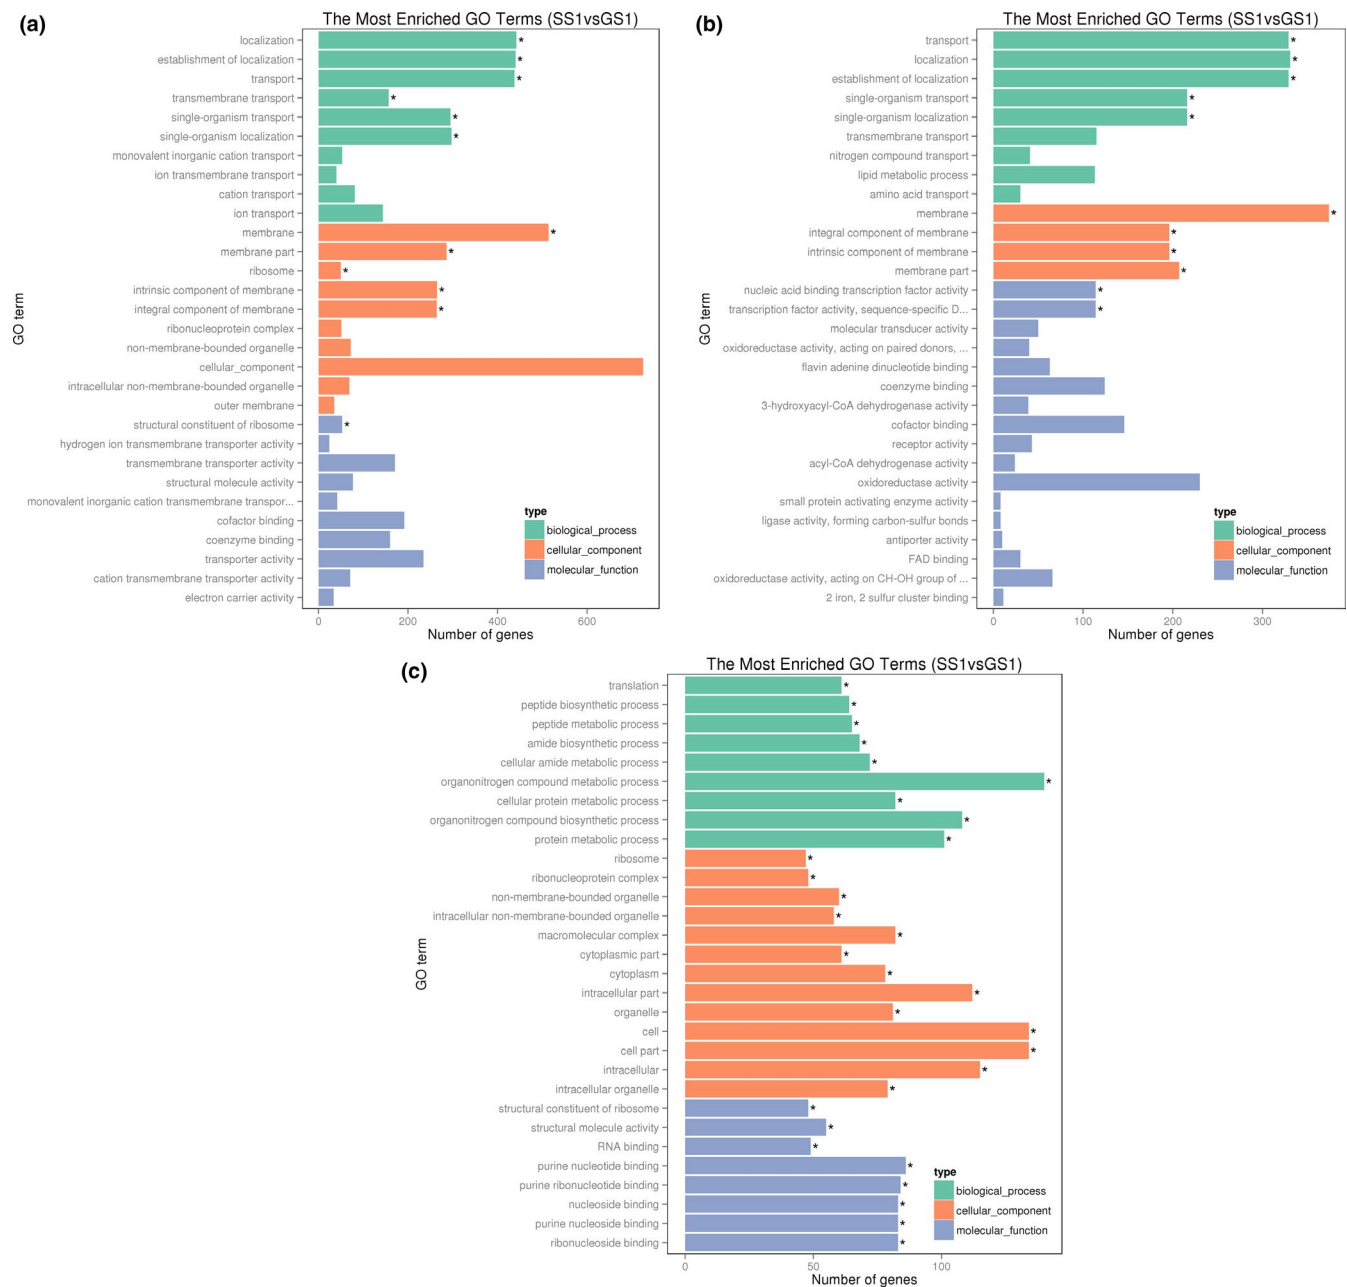 (a)
The Most Enriched GO Terms (SS1vsGS1)
localization
*
establishment of localization
*
transport
*
transmembrane transport
*
single-organism transport
*
single-organism localization
*
monovalent inorganic cation transport
ion transmembrane transport
cation transport
ion transport
membrane
*
membrane part
*
ribosome
*
intrinsic component of membrane
*
integral component of membrane
*
ribonucleoprotein complex
non-membrane-bounded organelle
cellular_component
intracellular non-membrane-bounded organelle
outer membrane
structural constituent of ribosome
*
hydrogen ion transmembrane transporter activity
transmembrane transporter activity
structural molecule activity
monovalent inorganic cation transmembrane transpor...
cofactor binding
coenzyme binding
transporter activity
cation transmembrane transporter activity
electron carrier activity
GO term
type
biological_process
cellular_component
molecular_function
0 200 400 600
Number of genes
(b)
The Most Enriched GO Terms (SS1vsGS1)
transport
*
localization
*
establishment of localization
*
single-organism transport
*
single-organism localization
*
transmembrane transport
nitrogen compound transport
lipid metabolic process
amino acid transport
membrane
*
integral component of membrane
*
intrinsic component of membrane
*
membrane part
*
nucleic acid binding transcription factor activity
*
transcription factor activity, sequence-specific D...
*
molecular transducer activity
oxidoreductase activity, acting on paired donors, ...
flavin adenine dinucleotide binding
coenzyme binding
3-hydroxyacyl-CoA dehydrogenase activity
cofactor binding
receptor activity
acyl-CoA dehydrogenase activity
oxidoreductase activity
small protein activating enzyme activity
ligase activity, forming carbon-sulfur bonds
antiporter activity
FAD binding
oxidoreductase activity, acting on CH-OH group of ...
2 iron, 2 sulfur cluster binding
GO term
type
biological_process
cellular_component
molecular_function
0 100 200 300
Number of genes
(c)
The Most Enriched GO Terms (SS1vsGS1)
translation
*
peptide biosynthetic process
*
peptide metabolic process
*
amide biosynthetic process
*
cellular amide metabolic process
*
organonitrogen compound metabolic process
*
cellular protein metabolic process
*
organonitrogen compound biosynthetic process
*
protein metabolic process
*
ribosome
*
ribonucleoprotein complex
*
non-membrane-bounded organelle
*
intracellular non-membrane-bounded organelle
*
macromolecular complex
*
cytoplasmic part
*
cytoplasm
*
intracellular part
*
organelle
*
cell
*
cell part
*
intracellular
*
intracellular organelle
*
structural constituent of ribosome
*
structural molecule activity
*
RNA binding
*
purine nucleotide binding
*
purine ribonucleotide binding
*
nucleoside binding
*
purine nucleoside binding
*
ribonucleoside binding
*
GO term
type
biological_process
cellular_component
molecular_function
0 50 100
Number of genes